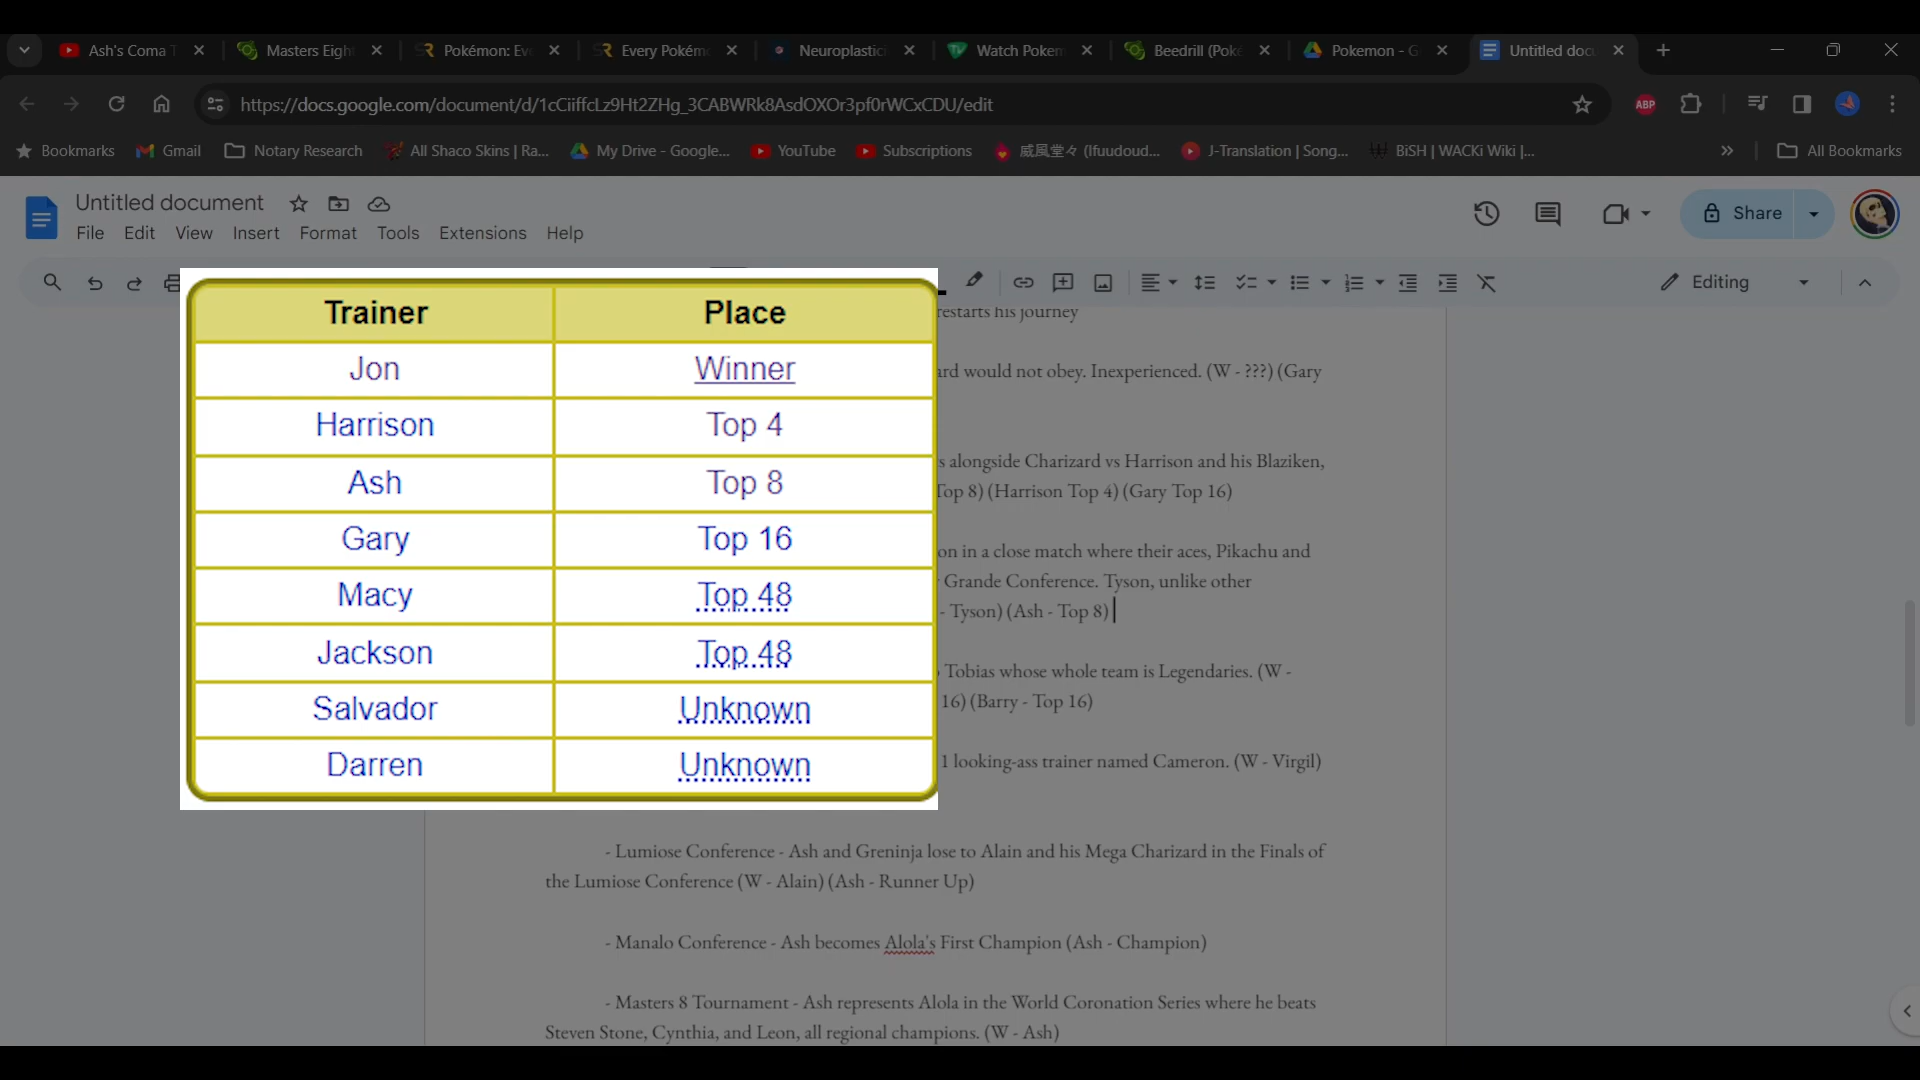 Ash's Coma T
Masters Eigh
Pokémon: Ev
Every Pokém
Neuroplastic
Watch Pokem
Beedrill (Poké
Pokemon - G
Untitled doc
https://docs.google.com/document/d/1cCiiffcLz9Ht2ZHg_3CABWRk8AsdOXOr3pf0rWCxCDU/edit
ABP
Bookmarks
Gmail
Notary Research
All Shaco Skins | Ra...
My Drive - Google...
YouTube
Subscriptions
威風堂々 (Ifuudoud...
J-Translation | Song...
BiSH | WACKi Wiki |...
All Bookmarks
Untitled document
File Edit View Insert Format Tools Extensions Help
Share
Editing
Trainer Place
Jon Winner
Harrison Top 4
Ash Top 8
Gary Top 16
Macy Top 48
Jackson Top 48
Salvador Unknown
Darren Unknown
restarts his journey
ard would not obey. Inexperienced. (W - ???) (Gary
s alongside Charizard vs Harrison and his Blaziken,
Top 8) (Harrison Top 4) (Gary Top 16)
on in a close match where their aces, Pikachu and
Grande Conference. Tyson, unlike other
- Tyson) (Ash - Top 8)
Tobias whose whole team is Legendaries. (W -
16) (Barry - Top 16)
1 looking-ass trainer named Cameron. (W - Virgil)
- Lumiose Conference - Ash and Greninja lose to Alain and his Mega Charizard in the Finals of
the Lumiose Conference (W - Alain) (Ash - Runner Up)
- Manalo Conference - Ash becomes Alola's First Champion (Ash - Champion)
- Masters 8 Tournament - Ash represents Alola in the World Coronation Series where he beats
Steven Stone, Cynthia, and Leon, all regional champions. (W - Ash)